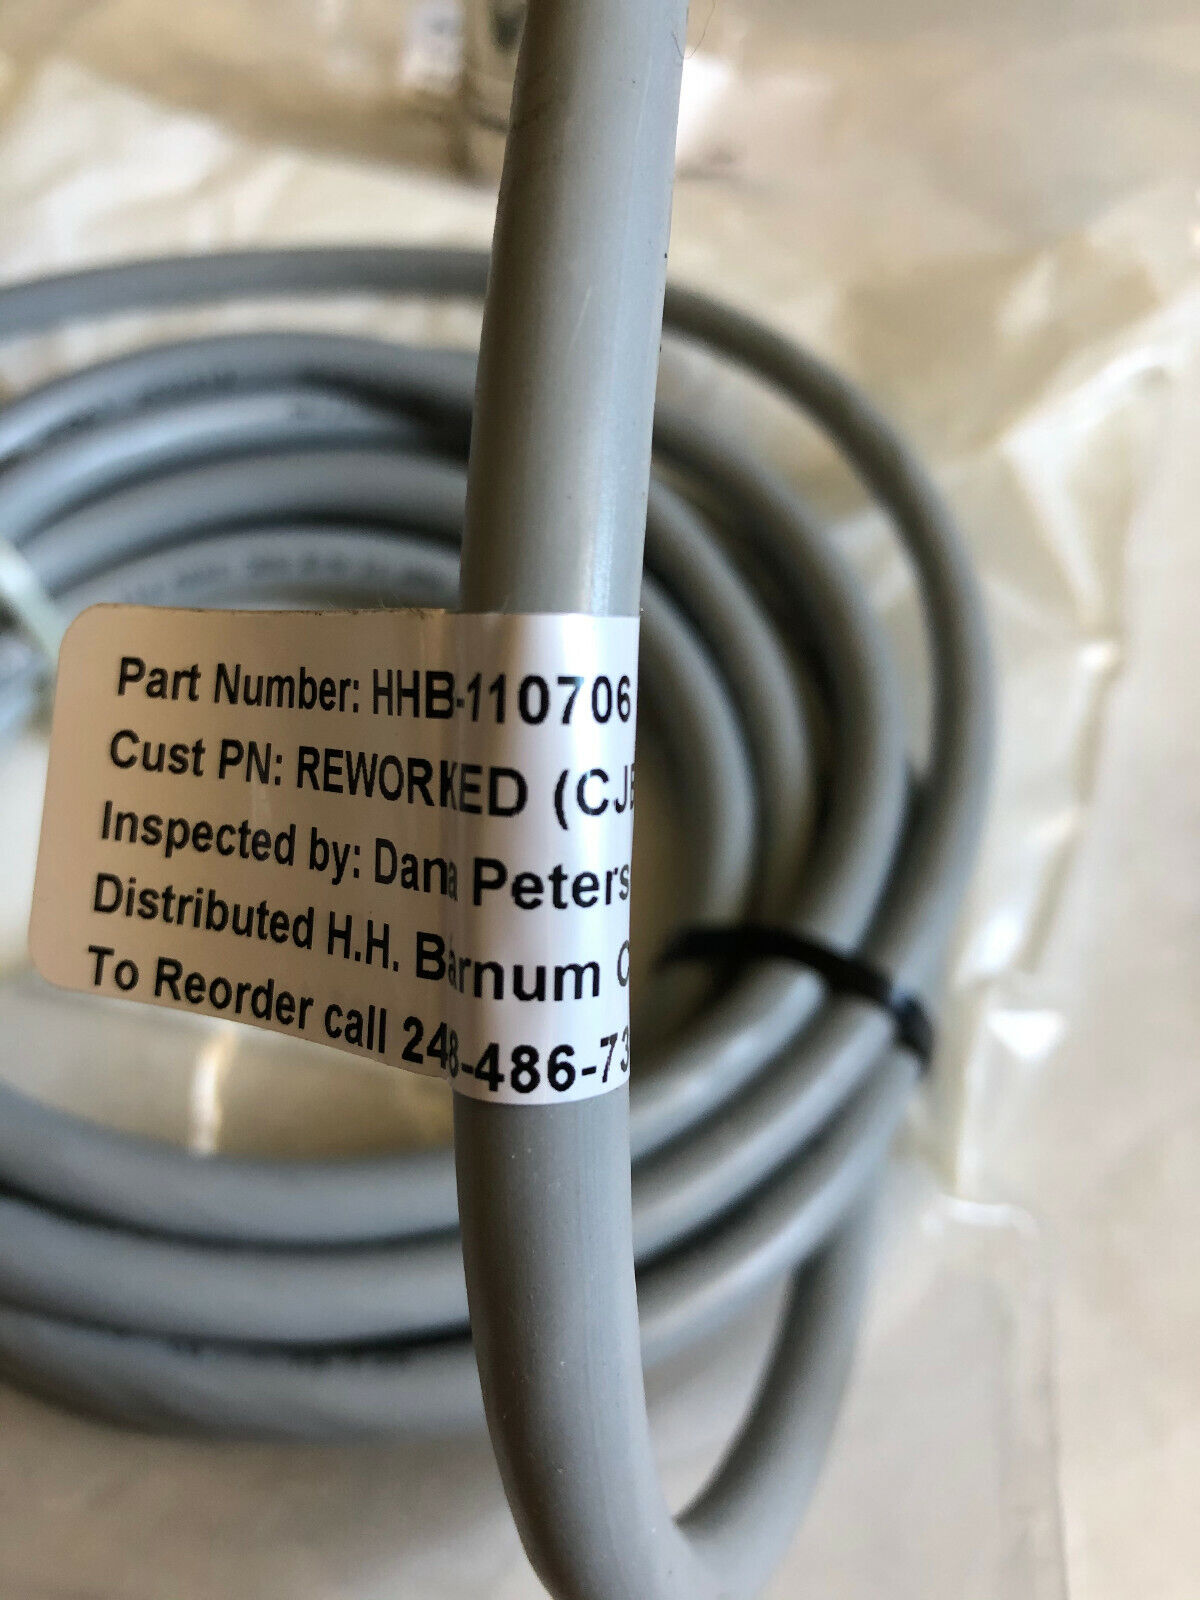 Part Number: HHB-110706
Cust PN: REWORKED (CJ
Inspected by: Dana Peters
Distributed H.H. Barnum
To Reorder call 248-486-73